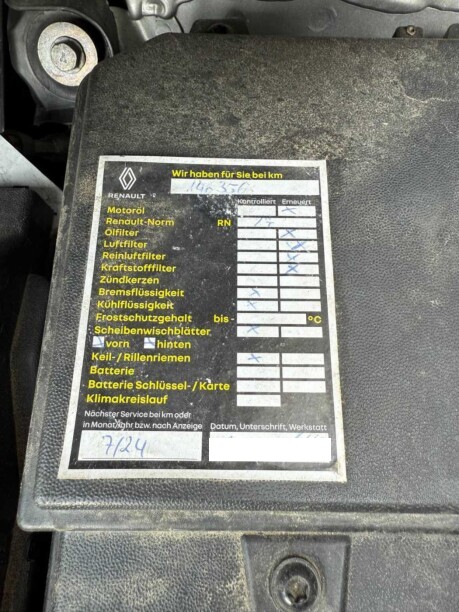 RENAULT
Wir haben für Sie bei km
Kontrolliert Erneuert
Motoröl x
Renault-Norm RN 17
Ölfilter x
Luftfilter x
Reinluftfilter x
Kraftstofffilter x
Zündkerzen
Bremsflüssigkeit x
Kühlflüssigkeit x
Frostschutzgehalt bis - °C
Scheibenwischblätter x
x vorn x hinten
Keil-/ Rillenriemen x
Batterie
Batterie Schlüssel-/ Karte
Klimakreislauf
Nächster Service bei km oder
in Monat/Jahr bzw. nach Anzeige
Datum, Unterschrift, Werkstatt
7/24